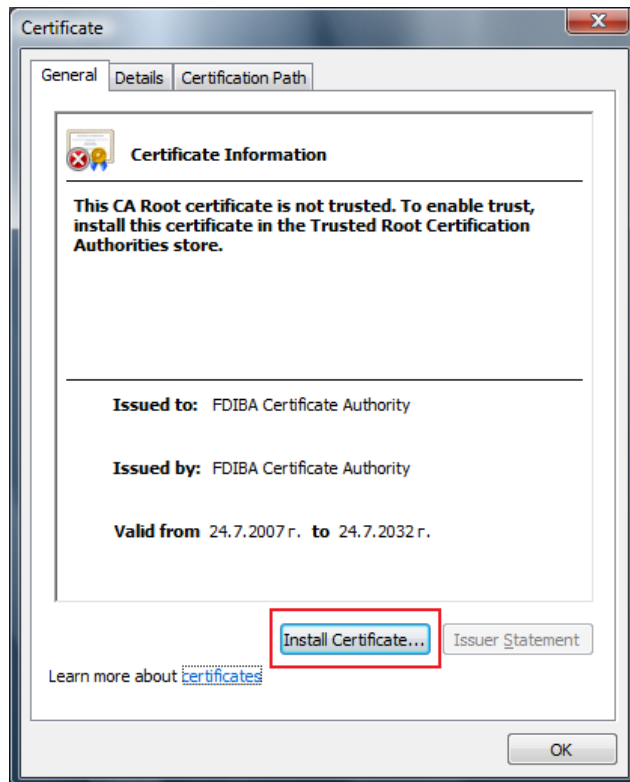 Certificate
General Details Certification Path
Certificate Information
This CA Root certificate is not trusted. To enable trust,
install this certificate in the Trusted Root Certification
Authorities store.
Issued to: FDIBA Certificate Authority
Issued by: FDIBA Certificate Authority
Valid from 24.7.2007 г. to 24.7.2032 г.
Install Certificate... Issuer Statement
Learn more about certificates
OK